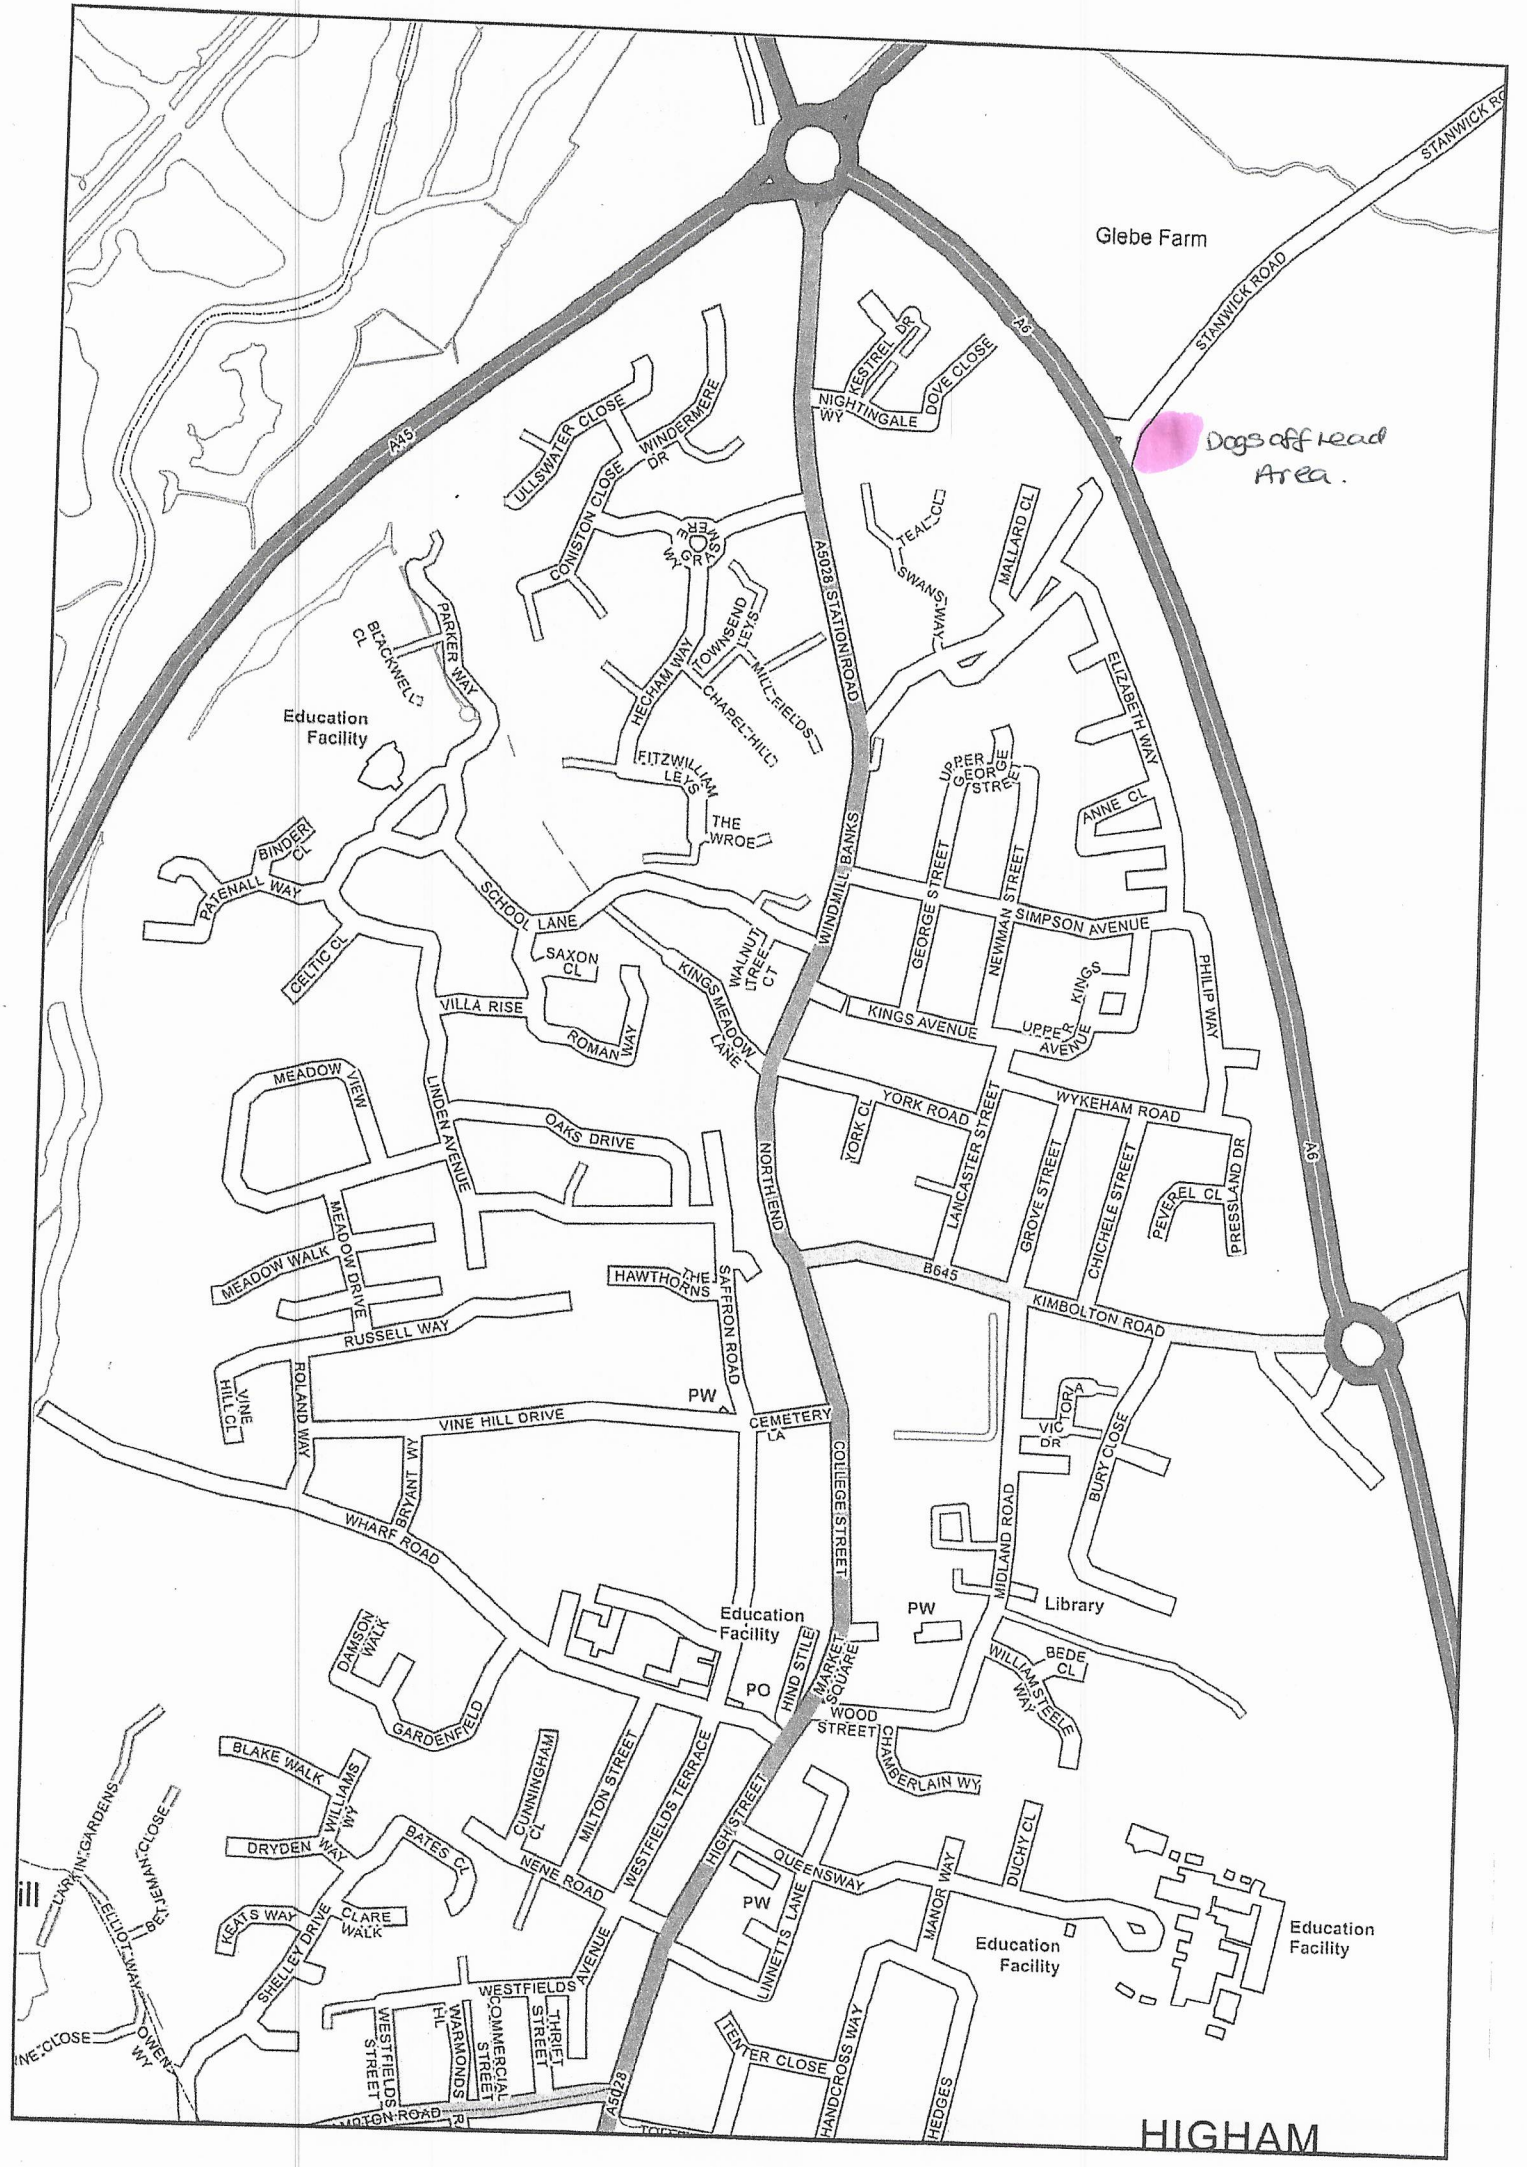 STANWICK RO
Glebe Farm
STANWICK ROAD
A6
KESTREL DR
DOVE CLOSE
NIGHTINGALE
WY
Dogs off Lead
Area.
A45
ULLSWATER CLOSE
WINDERMERE
DR
CONISTON CLOSE
GRASMERE
WY
TEAL CL
MALLARD CL
SWANS WAY
A5028 STATION ROAD
PARKER WAY
BLACKWELL
CL
TOWNSEND
LEYS
HECHAM WAY
MILL FIELDS
CHAPEL HILL
ELIZABETH WAY
Education
Facility
FITZWILLIAM
LEYS
UPPER
GEORGE
STREET
ANNE CL
THE
WROE
BINDER
CL
WINDMILL BANKS
PATENALL WAY
SCHOOL LANE
GEORGE STREET
NEWMAN STREET
SIMPSON AVENUE
CELTIC CL
SAXON
CL
WALNUT
TREE
CT
KINGS MEADOW
LANE
PHILIP WAY
VILLA RISE
ROMAN WAY
KINGS AVENUE
UPPER KINGS
AVENUE
MEADOW VIEW
LINDEN AVENUE
OAKS DRIVE
YORK ROAD
YORK CL
WYKEHAM ROAD
LANCASTER STREET
GROVE STREET
CHICHELE STREET
PEVEREL CL
PRESSLAND DR
A6
NORTH END
MEADOW DRIVE
MEADOW WALK
THE
HAWTHORNS
SAFFRON ROAD
B645
KIMBOLTON ROAD
RUSSELL WAY
VINE
HILL CL
ROLAND WAY
PW
VINE HILL DRIVE
CEMETERY
LA
VICTORIA
DR
BURY CLOSE
BRYANT WY
COLLEGE STREET
MIDLAND ROAD
WHARF ROAD
Library
PW
Education
Facility
DAMSON
WALK
HIND STILE
MARKET
SQUARE
WILLIAM STEELE
WAY
BEDE
CL
PO
WOOD
STREET
GARDENFIELD
CHAMBERLAIN WY
BLAKE WALK
WILLIAMS
WY
CUNNINGHAM
CL
MILTON STREET
WESTFIELDS TERRACE
HIGH STREET
LARKIN GARDENS
BETJEMAN CLOSE
DRYDEN WAY
BATES CL
NENE ROAD
QUEENSWAY
MANOR WAY
DUCHY CL
ill
ELLIOT WAY
KEATS WAY
CLARE
WALK
SHELLEY DRIVE
PW
LINNETTS LANE
Education
Facility
Education
Facility
WESTFIELDS AVENUE
WESTFIELDS
STREET
HL
WARMONDS
COMMERCIAL
STREET
THRIFT
STREET
NE CLOSE
OWEN
WY
TENTER CLOSE
HANDCROSS WAY
HEDGES
A5028
AMPTON ROAD
HIGHAM